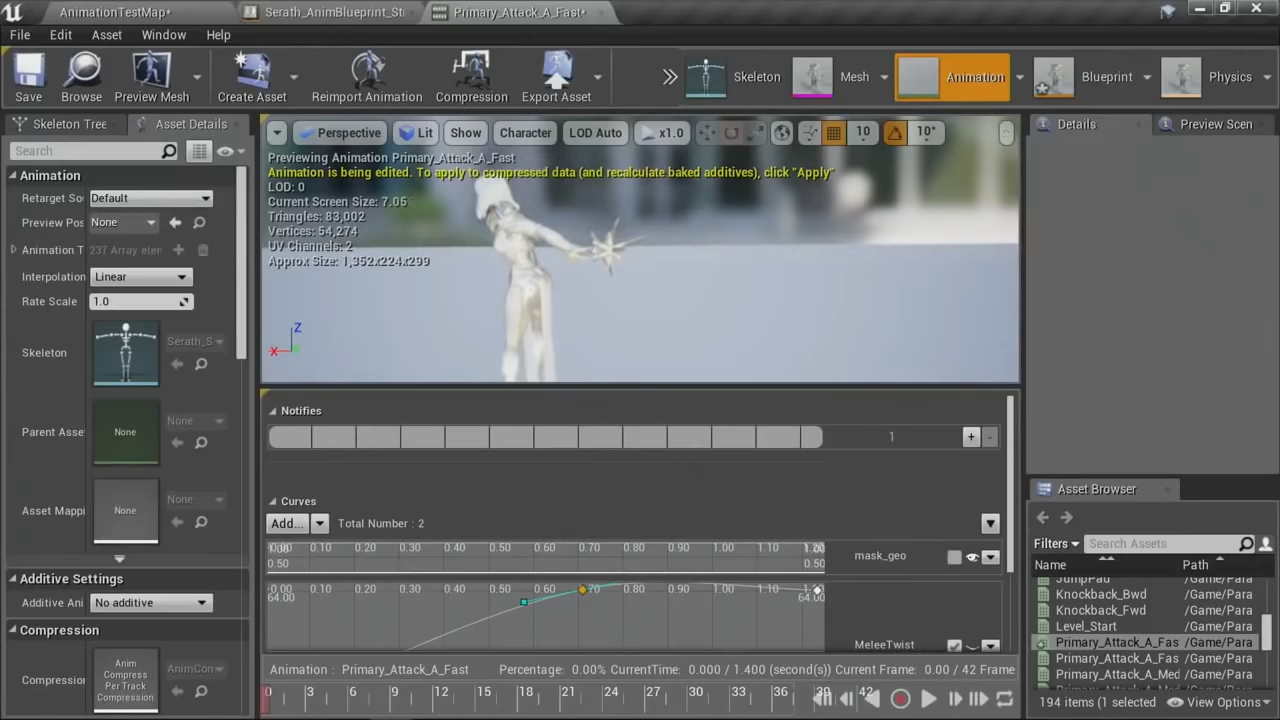 AnimationTestMap*
Serath_AnimBlueprint_St
Primary_Attack_A_Fast*
File Edit Asset Window Help
Save
Browse
Preview Mesh
Create Asset
Reimport Animation
Compression
Export Asset
Skeleton
Mesh
Animation
Blueprint
Physics
Skeleton Tree
Asset Details
Search
Animation
Retarget So
Default
Preview Pos
None
Animation T
237 Array elen
Interpolation
Linear
Rate Scale
1.0
Skeleton
Serath_S
Parent Asse
None
None
Asset Mappi
None
None
Additive Settings
Additive Ani
No additive
Compression
Compression
Anim
Compress
Per Track
Compression
AnimCon
Perspective
Lit
Show
Character
LOD Auto
x1.0
10
10°
Previewing Animation Primary_Attack_A_Fast
Animation is being edited. To apply to compressed data (and recalculate baked additives), click "Apply"
LOD: 0
Current Screen Size: 7.05
Triangles: 83,002
Vertices: 54,274
UV Channels: 2
Approx Size: 1,352x224x299
Z
X
Notifies
1
+
-
Curves
Add...
Total Number : 2
0.10 0.20 0.30 0.40 0.50 0.60 0.70 0.80 0.90 1.00 1.10
0.50
0.50
mask_geo
-0.00 0.10 0.20 0.30 0.40 0.50 0.60 70 0.80 0.90 1.00 1.10
64.00
64.00
MeleeTwist
Animation : Primary_Attack_A_Fast Percentage: 0.00% CurrentTime: 0.000 / 1.400 (second(s)) Current Frame: 0.00 / 42 Frame
0 3 6 9 12 15 18 21 24 27 30 33 36 39 42
Details
Preview Scen
Asset Browser
Filters
Search Assets
Name
Path
JumpPad /Game/Para
Knockback_Bwd /Game/Para
Knockback_Fwd /Game/Para
Level_Start /Game/Para
Primary_Attack_A_Fas /Game/Para
Primary_Attack_A_Fas /Game/Para
Primary_Attack_A_Med /Game/Para
194 items (1 selected
View Options